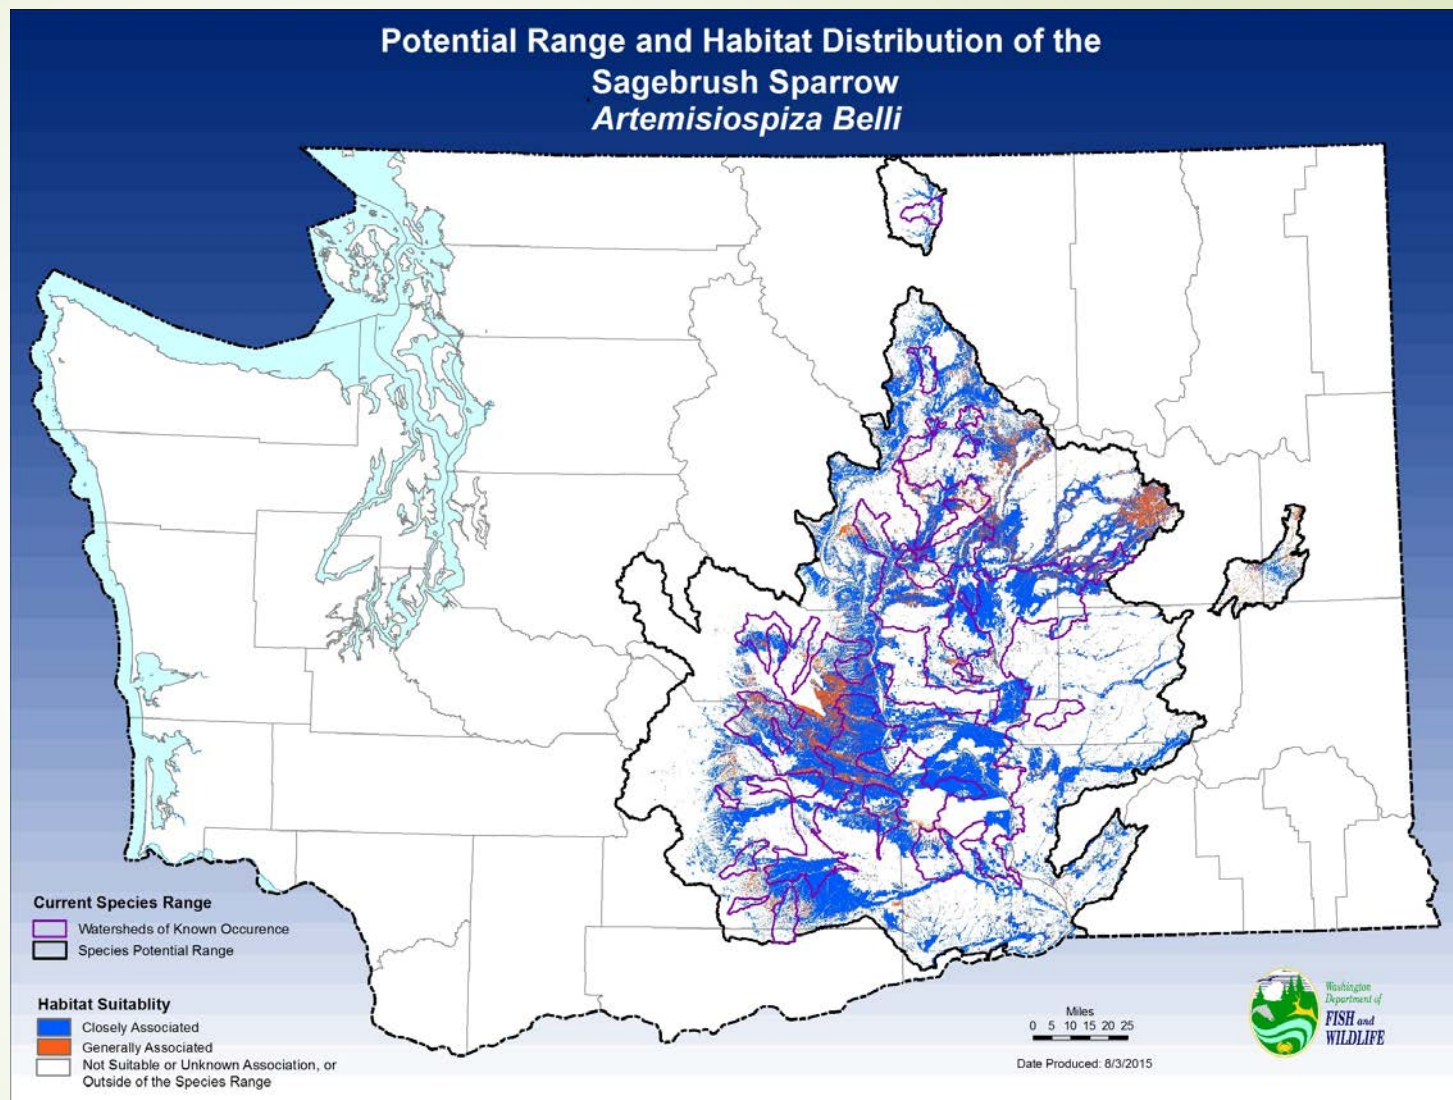 Potential Range and Habitat Distribution of the
Sagebrush Sparrow
Artemisiospiza Belli
Current Species Range
Watersheds of Known Occurence
Species Potential Range
Habitat Suitablity
Closely Associated
Generally Associated
Not Suitable or Unknown Association, or
Outside of the Species Range
Miles
0 5 10 15 20 25
Date Produced: 8/3/2015
Washington
Department of
FISH and
WILDLIFE